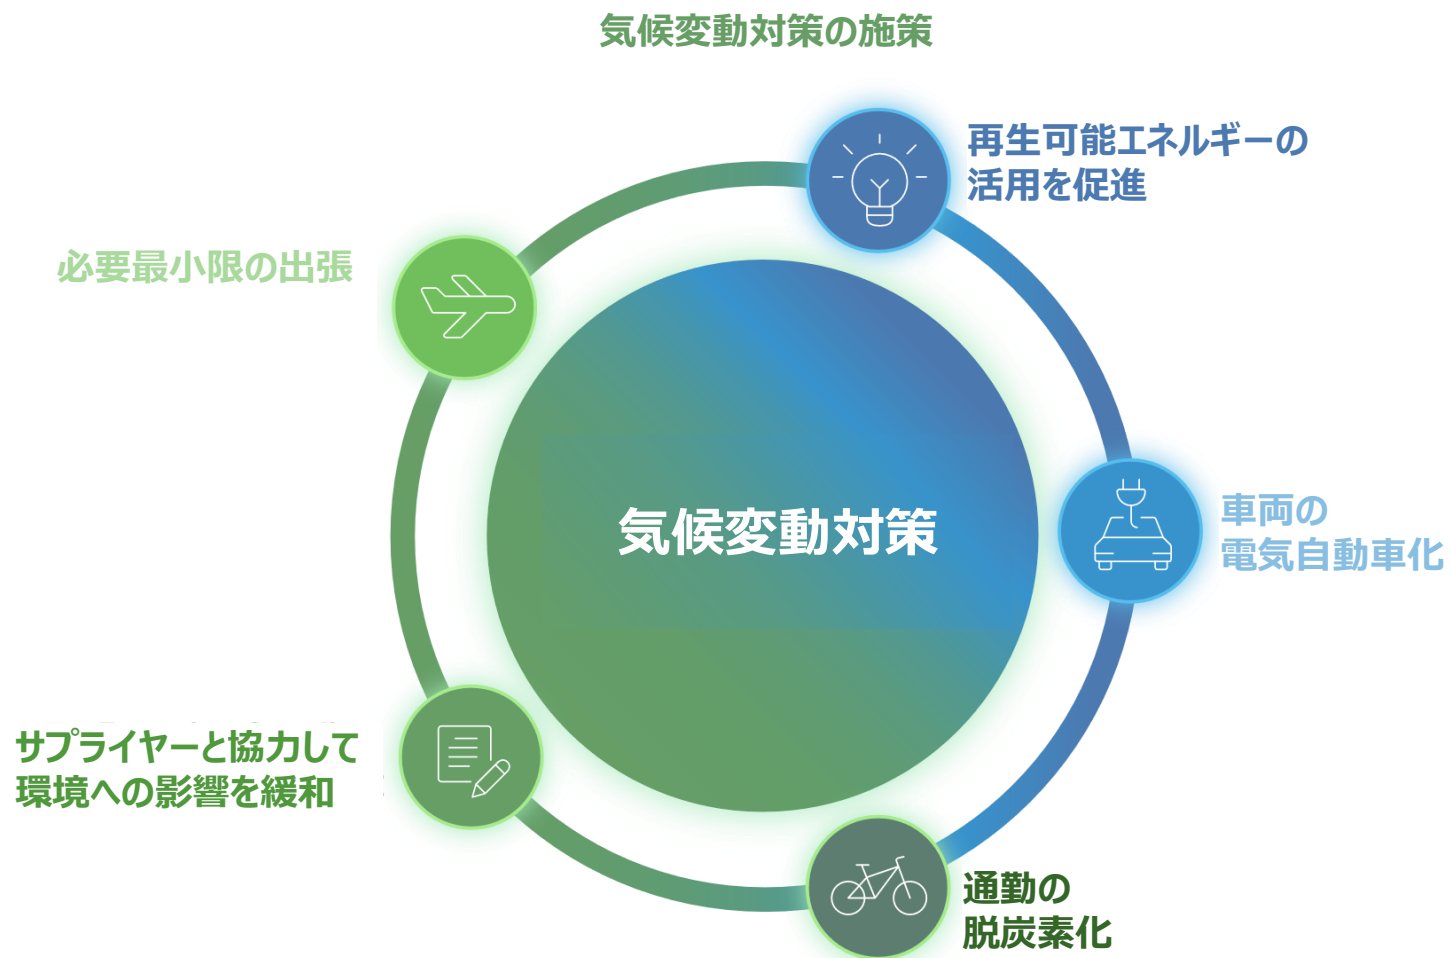 気候変動対策の施策
再生可能エネルギーの
活用を促進
必要最小限の出張
気候変動対策
車両の
電気自動車化
サプライヤーと協力して
環境への影響を緩和
通勤の
脱炭素化